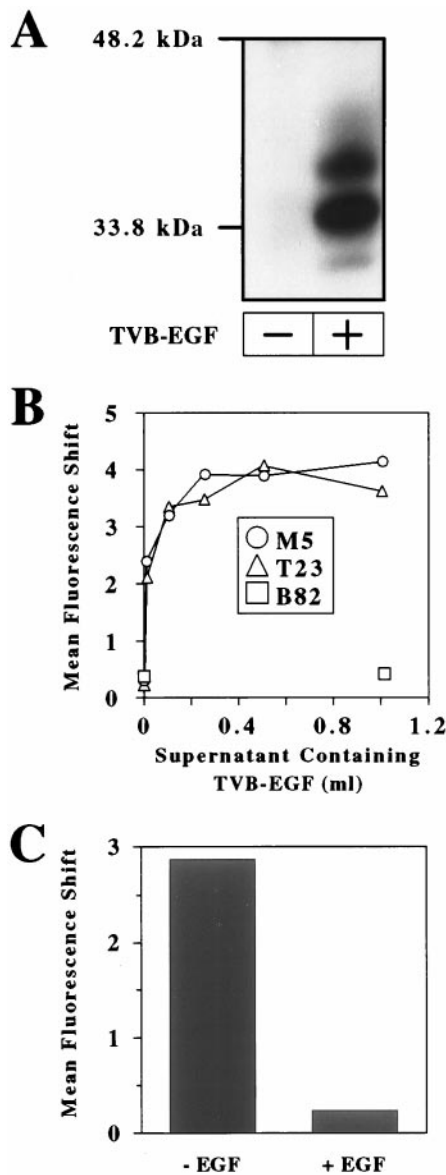 A
48.2 kDa
33.8 kDa
TVB-EGF
− +
B
Mean Fluorescence Shift
5
4
3
2
1
0
M5
T23
B82
0 0.4 0.8 1.2
Supernatant Containing
TVB-EGF (ml)
C
Mean Fluorescence Shift
3
2
1
0
- EGF + EGF